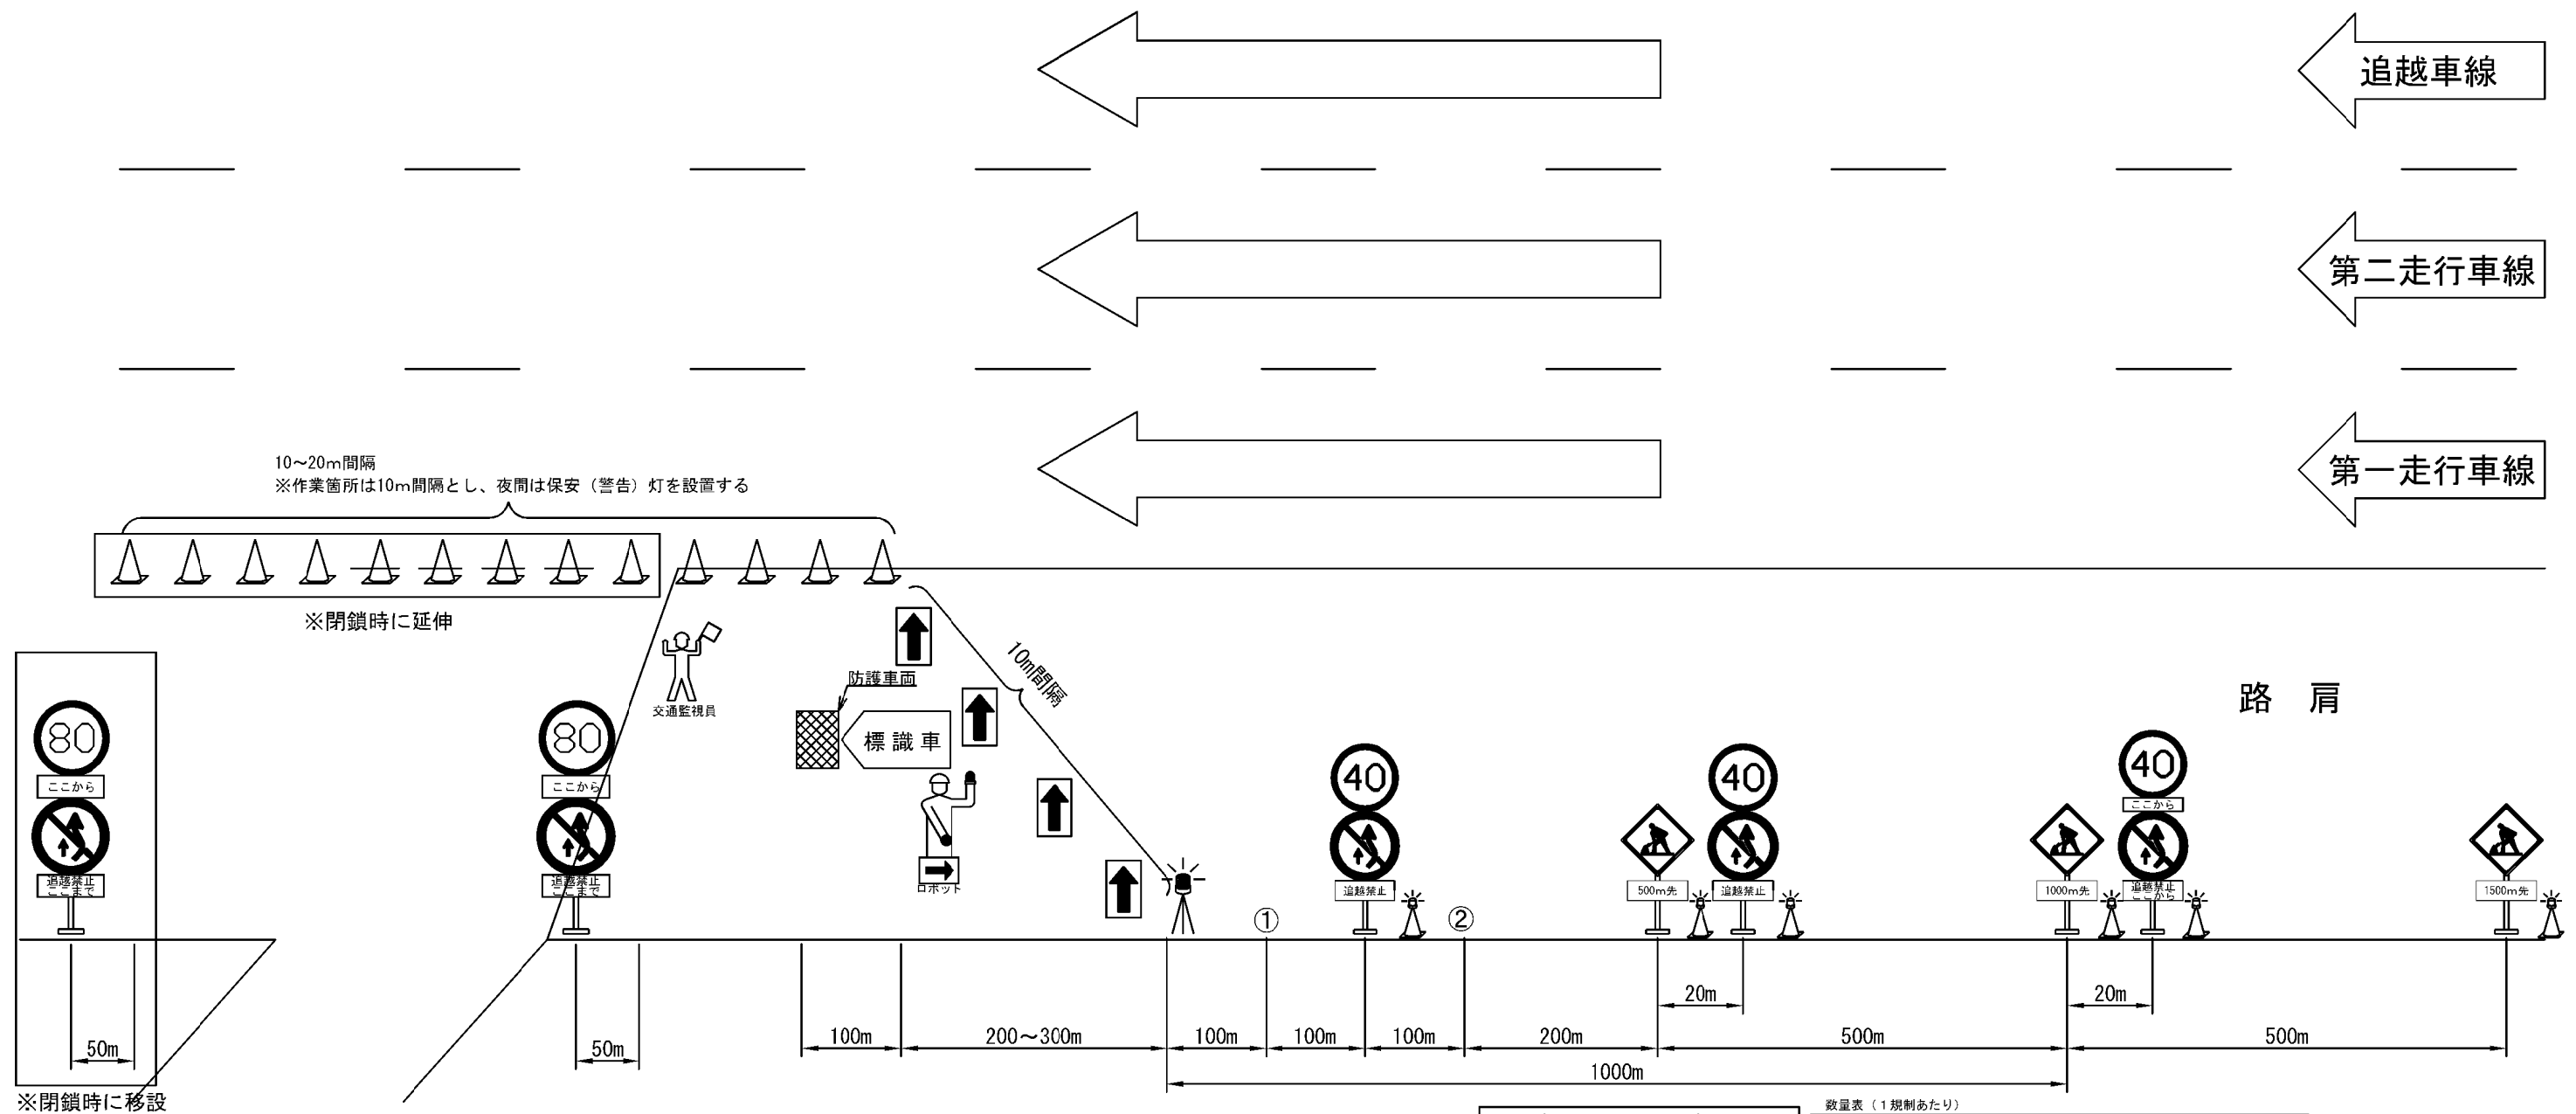 追越車線
第二走行車線
第一走行車線
10～20m間隔
※作業箇所は10m間隔とし、夜間は保安（警告）灯を設置する
※閉鎖時に延伸
10m間隔
交通監視員
防護車両
標識車
ロボット
路 肩
80
ここから
追越禁止
ここまで
80
ここから
追越禁止
ここまで
40
追越禁止
500m先
40
追越禁止
1000m先
40
ここから
追越禁止
ここから
1500m先
①
②
20m
20m
50m
50m
100m
200～300m
100m
100m
100m
200m
500m
500m
1000m
※閉鎖時に移設
数量表（1規制あたり）